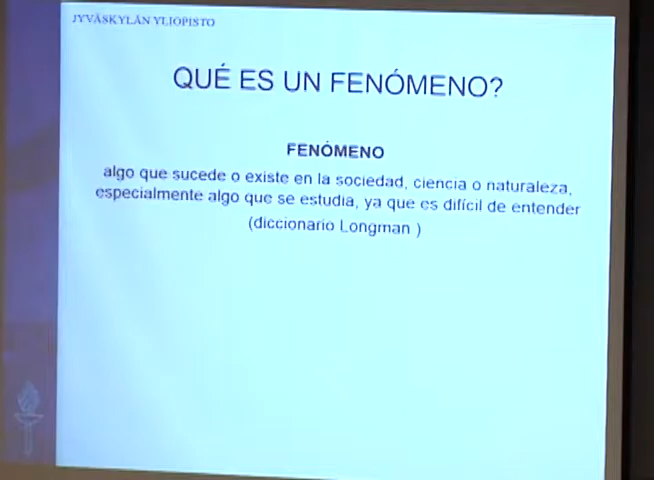 JYVÄSKYLÄN YLIOPISTO
QUÉ ES UN FENÓMENO?
FENÓMENO
algo que sucede o existe en la sociedad, ciencia o naturaleza,
especialmente algo que se estudia, ya que es difícil de entender
(diccionario Longman )